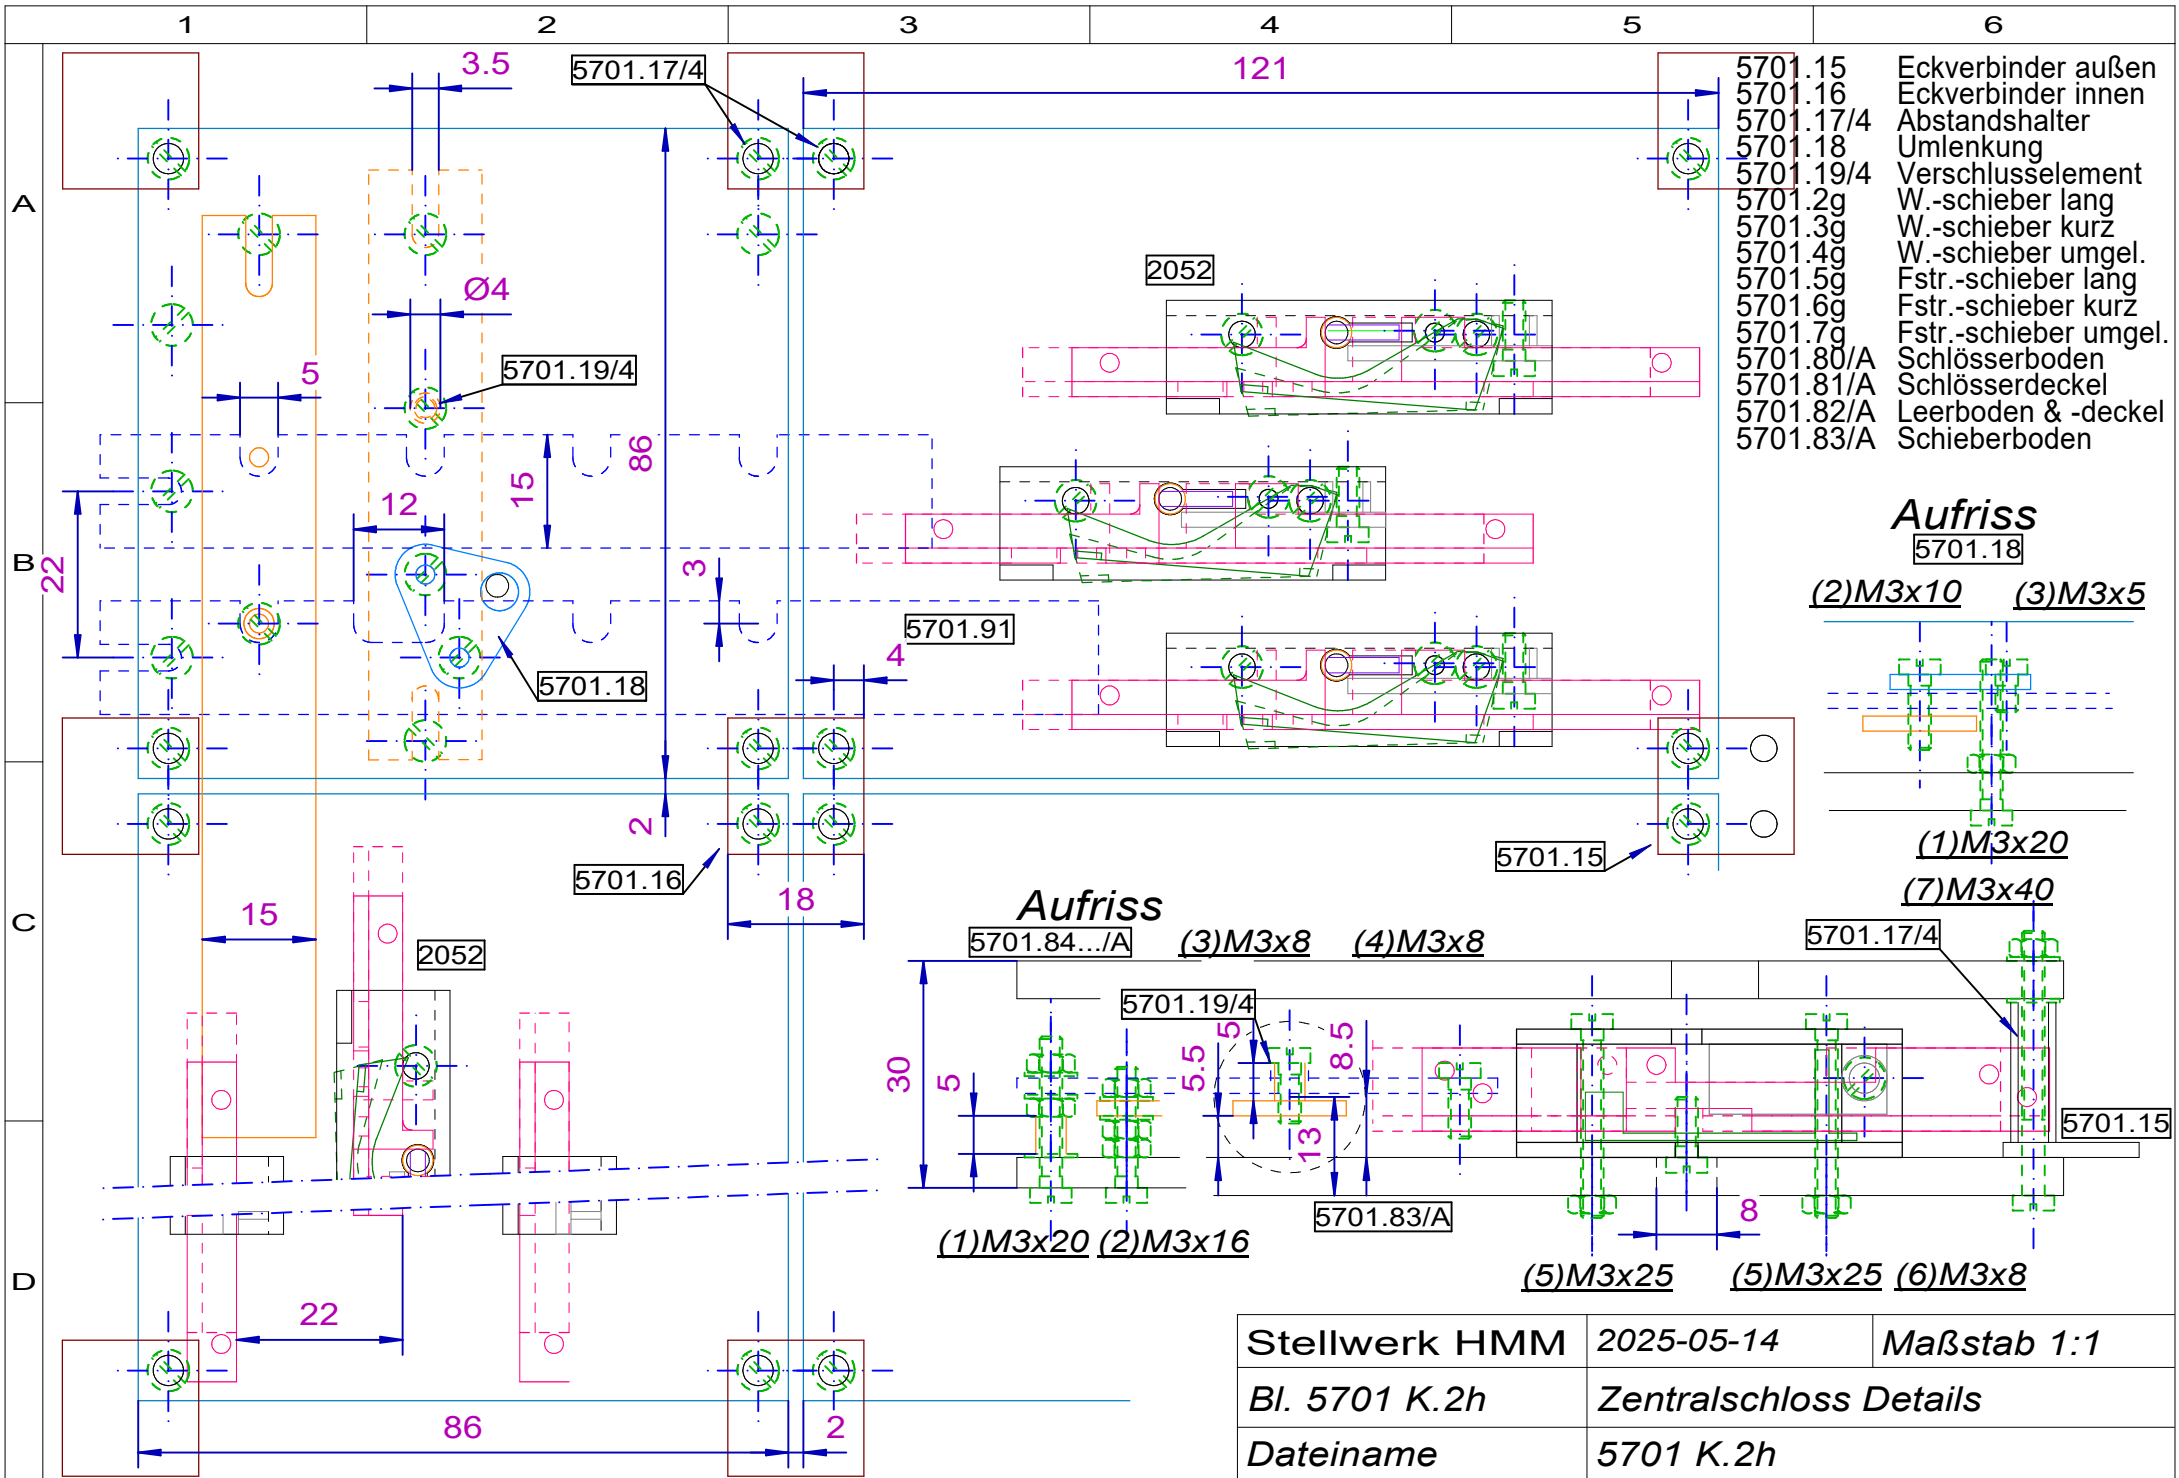 1 2 3 4 5 6
A
B
C
D
3.5
5701.17/4
121
5701.15 Eckverbinder außen
5701.16 Eckverbinder innen
5701.17/4 Abstandshalter
5701.18 Umlenkung
5701.19/4 Verschlusselement
5701.2g W.-schieber lang
5701.3g W.-schieber kurz
5701.4g W.-schieber umgel.
5701.5g Fstr.-schieber lang
5701.6g Fstr.-schieber kurz
5701.7g Fstr.-schieber umgel.
5701.80/A Schlösserboden
5701.81/A Schlösserdeckel
5701.82/A Leerboden & -deckel
5701.83/A Schieberboden
2052
Ø4
5701.19/4
5
86
15
12
22
3
5701.91
4
5701.18
Aufriss
5701.18
(2)M3x10 (3)M3x5
(1)M3x20
2
5701.16
18
5701.15
15
2052
Aufriss
5701.84.../A
(3)M3x8 (4)M3x8
(7)M3x40
5701.17/4
5701.19/4
30
5
5.5
5
8.5
13
5701.15
5701.83/A
8
(1)M3x20 (2)M3x16
(5)M3x25 (5)M3x25 (6)M3x8
22
86
2
Stellwerk HMM 2025-05-14 Maßstab 1:1
Bl. 5701 K.2h Zentralschloss Details
Dateiname 5701 K.2h